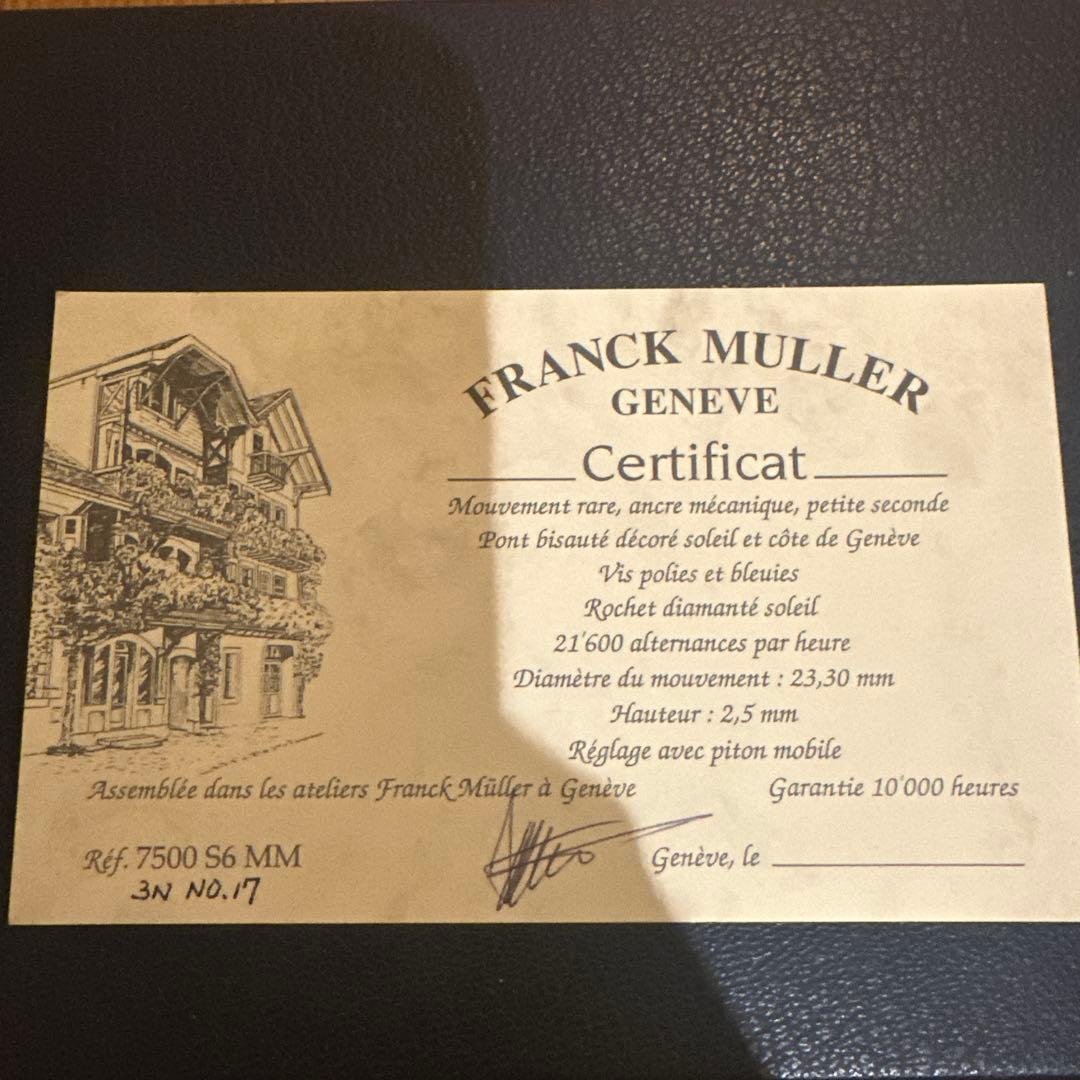 FRANCK MULLER
GENEVE
Certificat
Mouvement rare, ancre mécanique, petite seconde
Pont bisauté décoré soleil et côte de Genève
Vis polies et bleuies
Rochet diamanté soleil
21'600 alternances par heure
Diamètre du mouvement : 23,30 mm
Hauteur : 2,5 mm
Réglage avec piton mobile
Assemblée dans les ateliers Franck Müller à Genève
Garantie 10'000 heures
Réf. 7500 S6 MM
3N NO.17
Genève, le